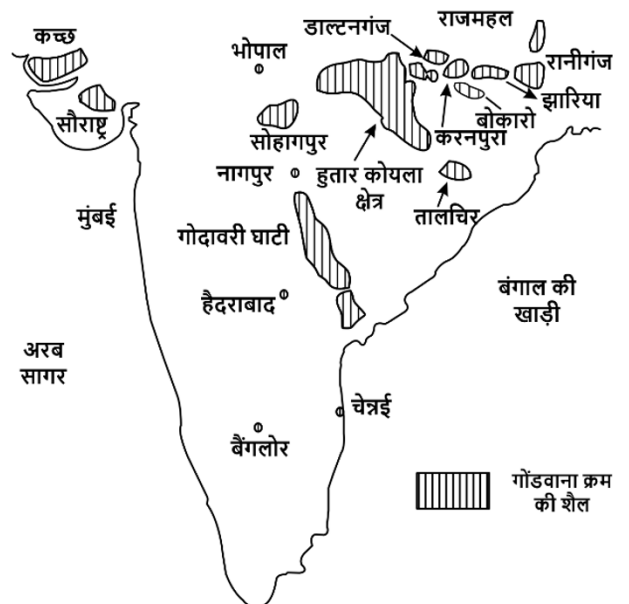 डाल्टनगंज
राजमहल
कच्छ
भोपाल
रानीगंज
झारिया
सौराष्ट्र
बोकारो
करनपुरा
सोहागपुर
नागपुर
हुतार कोयला
क्षेत्र
तालचिर
मुंबई
गोदावरी घाटी
बंगाल की
खाड़ी
हैदराबाद
अरब
सागर
चेन्नई
बैंगलोर
गोंडवाना क्रम
की शैल